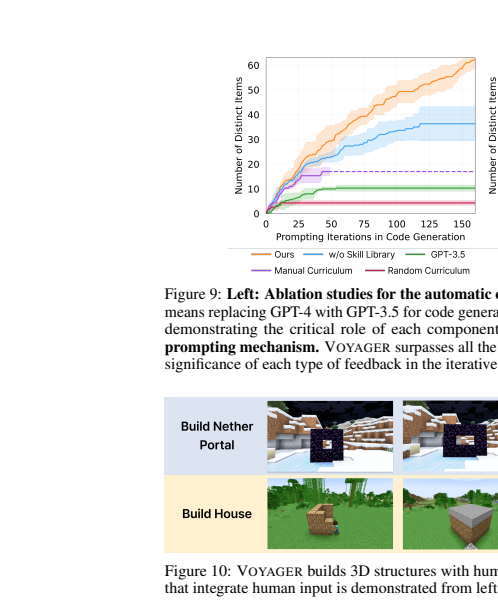 Number of Distinct Items
60
50
40
30
20
10
0
0 25 50 75 100 125 150
Prompting Iterations in Code Generation
Number of Distinct Items
Ours w/o Skill Library GPT-3.5
Manual Curriculum Random Curriculum
Figure 9: Left: Ablation studies for the automatic
means replacing GPT-4 with GPT-3.5 for code genera
demonstrating the critical role of each component
prompting mechanism. VOYAGER surpasses all the
significance of each type of feedback in the iterative
Build Nether
Portal
Build House
Figure 10: VOYAGER builds 3D structures with hum
that integrate human input is demonstrated from left